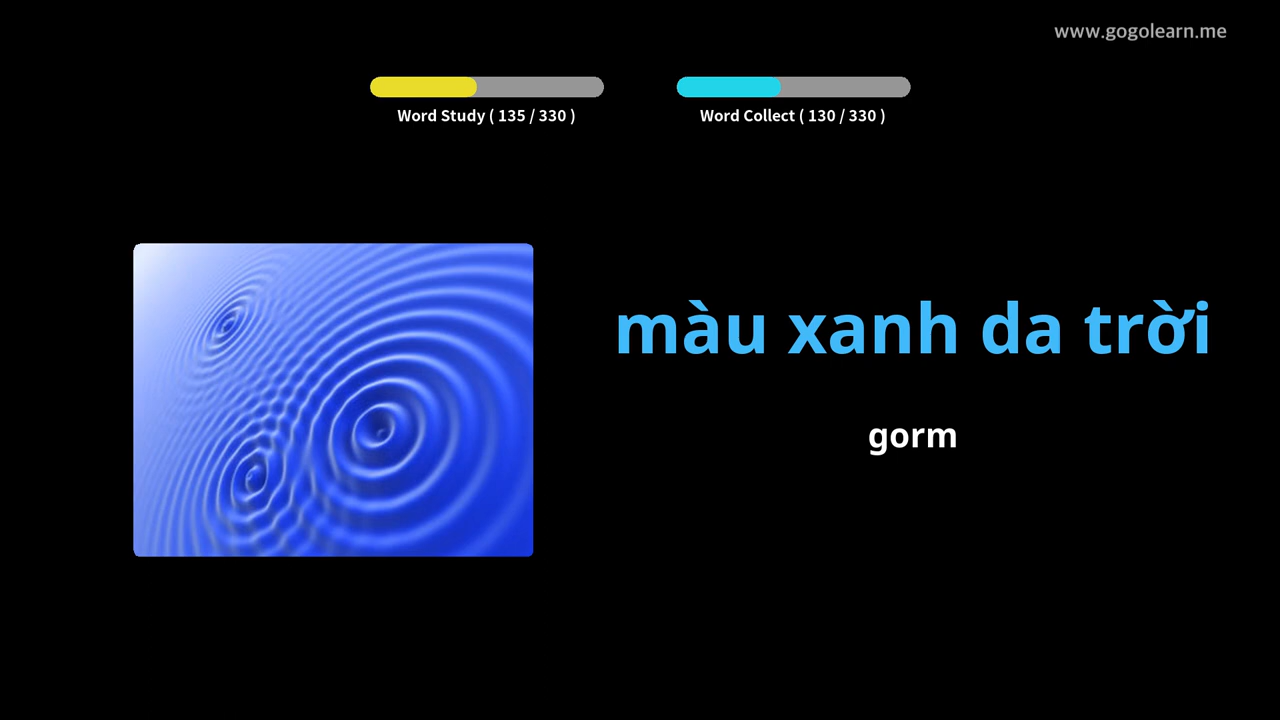 www.gogolearn.me
Word Study ( 135 / 330 )
Word Collect ( 130 / 330 )
màu xanh da trời
gorm